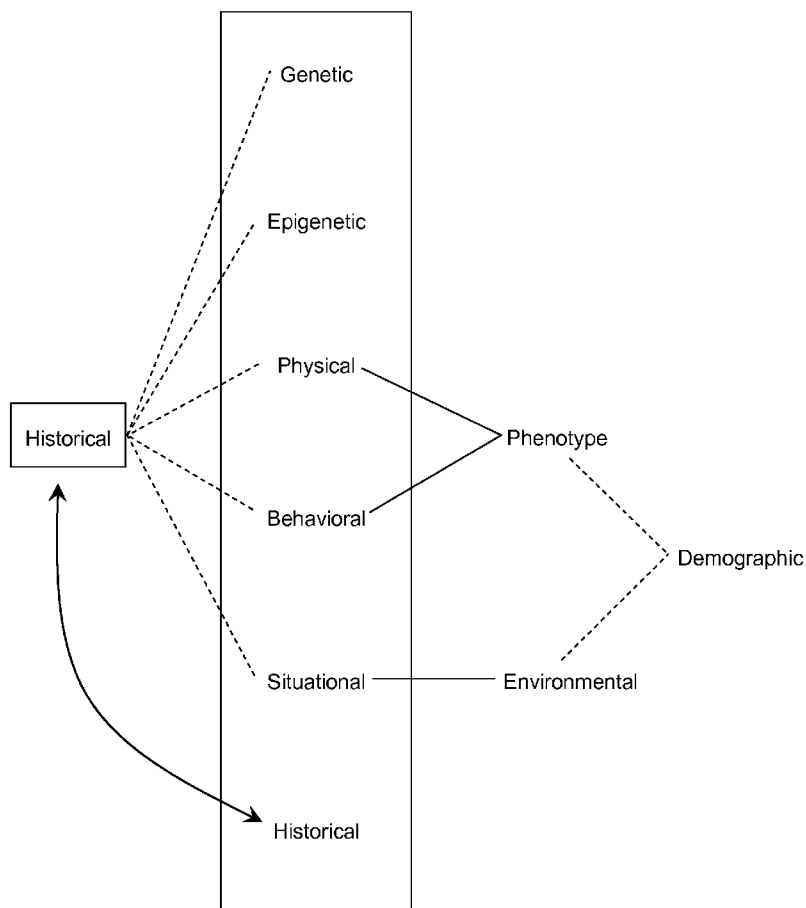 Genetic
Epigenetic
Physical
Historical
Phenotype
Behavioral
Demographic
Situational
Environmental
Historical